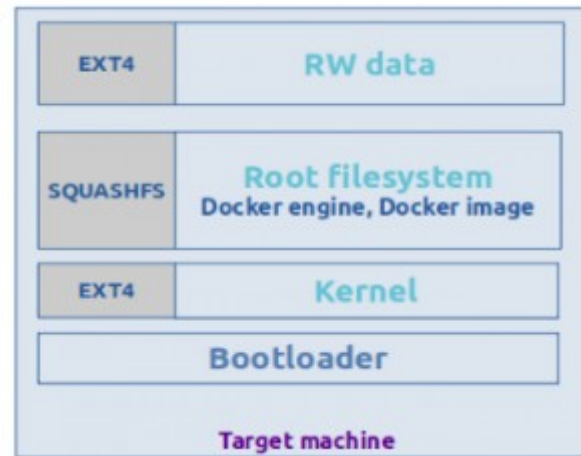 EXT4 RW data
SQUASHFS Root filesystem
Docker engine, Docker image
EXT4 Kernel
Bootloader
Target machine